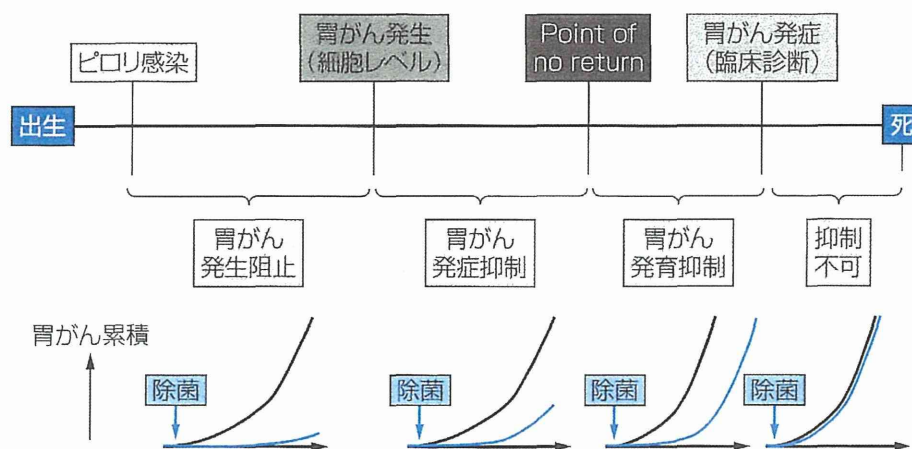 ピロリ感染
胃がん発生
(細胞レベル)
Point of
no return
胃がん発症
(臨床診断)
出生
死
胃がん
発生阻止
胃がん
発症抑制
胃がん
発育抑制
抑制
不可
胃がん累積
除菌
除菌
除菌
除菌